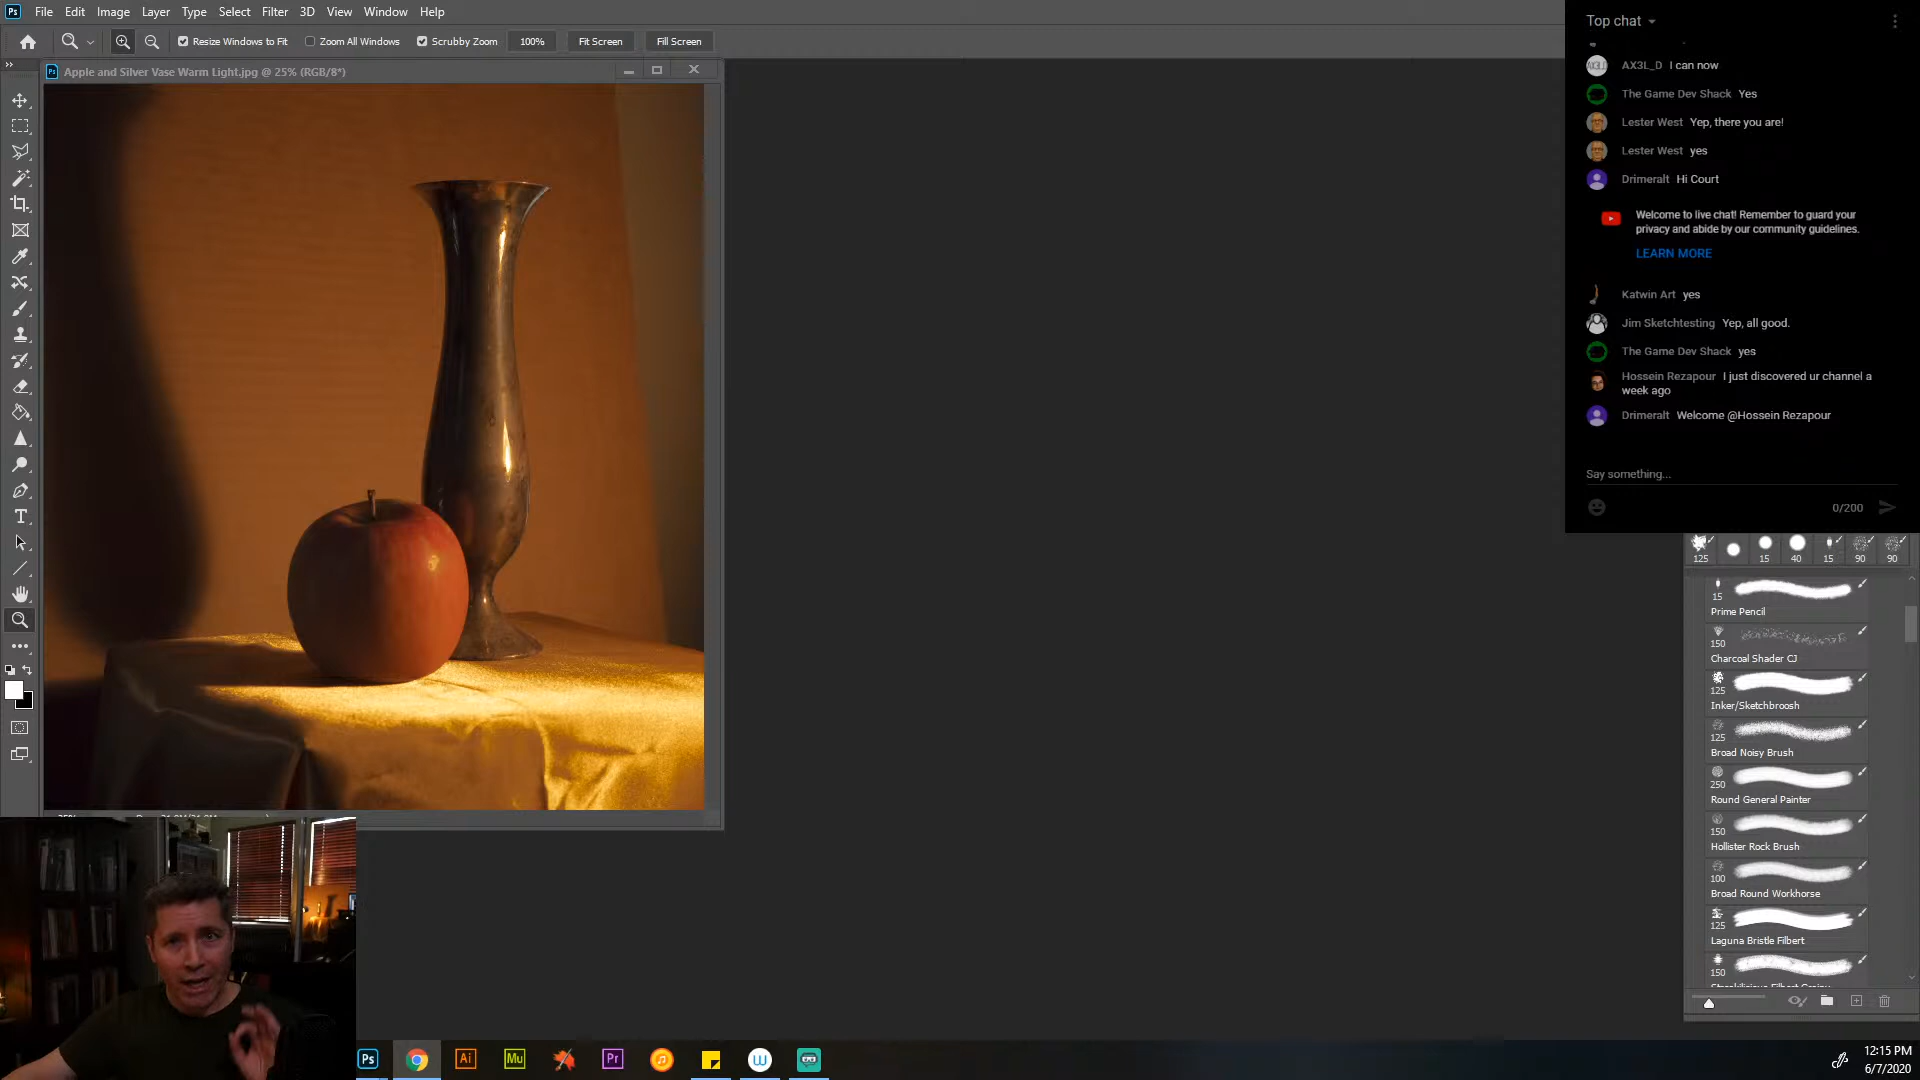 Ps File Edit Image Layer Type Select Filter 3D View Window Help
Resize Windows to Fit Zoom All Windows Scrubby Zoom 100% Fit Screen Fill Screen
Ps Apple and Silver Vase Warm Light.jpg @ 25% (RGB/8*)
Top chat
AX3L_D I can now
The Game Dev Shack Yes
Lester West Yep, there you are!
Lester West yes
Drimeralt Hi Court
Welcome to live chat! Remember to guard your
privacy and abide by our community guidelines.
LEARN MORE
Katwin Art yes
Jim Sketchtesting Yep, all good.
The Game Dev Shack yes
Hossein Rezapour I just discovered ur channel a
week ago
Drimeralt Welcome @Hossein Rezapour
Say something...
0/200
125 15 40 15 90 90
15
Prime Pencil
150
Charcoal Shader CJ
125
Inker/Sketchbroosh
125
Broad Noisy Brush
250
Round General Painter
150
Hollister Rock Brush
100
Broad Round Workhorse
125
Laguna Bristle Filbert
150
Ps Ai Mu Pr W
12:15 PM
6/7/2020